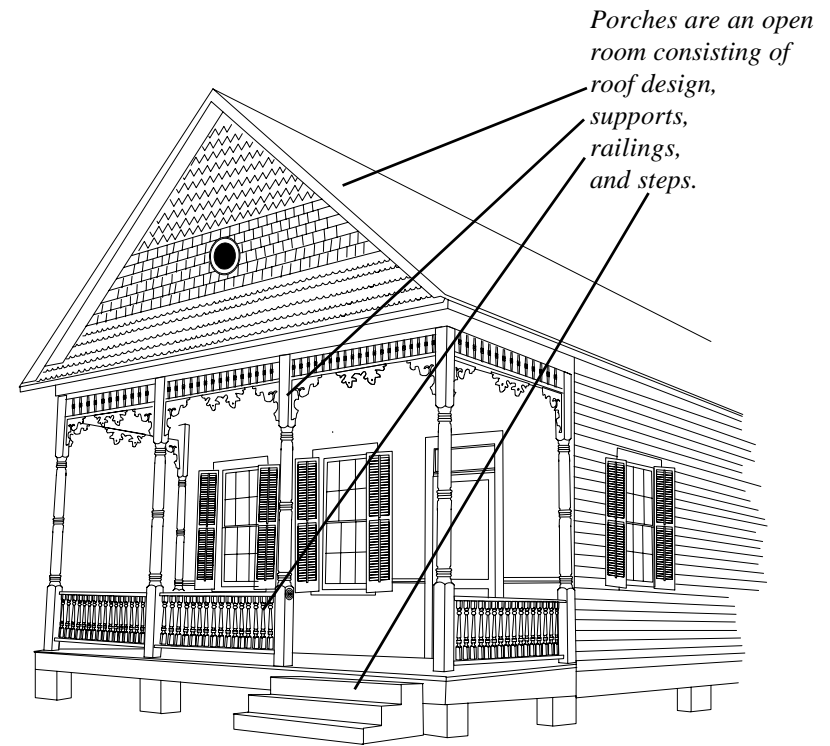 Porches are an open
room consisting of
roof design,
supports,
railings,
and steps.